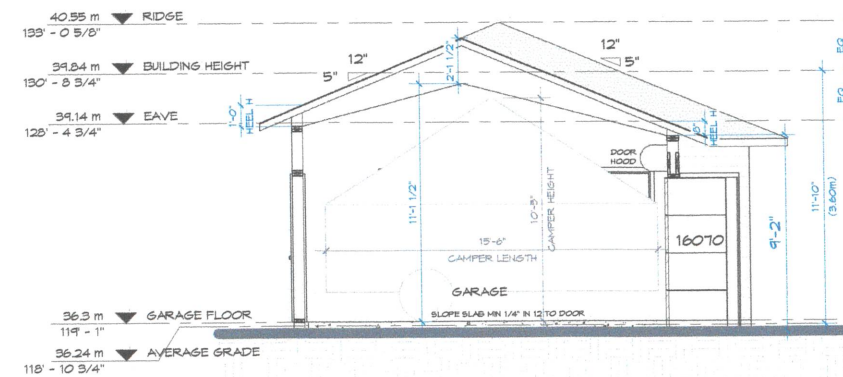 40.55 m RIDGE
133' - 0 5/8"
39.84 m BUILDING HEIGHT
130' - 8 3/4"
39.14 m EAVE
128' - 4 3/4"
12"
5"
2'-1 1/2"
12"
5"
EQ
EQ
1'-0"
HEEL H
8"
HEEL H
DOOR
HOOD
11'-1 1/2"
10'-3"
CAMPER HEIGHT
15'-6"
CAMPER LENGTH
16070
9'-2"
11'-10"
(3.60m)
GARAGE
SLOPE SLAB MIN 1/4" IN 12 TO DOOR
36.3 m GARAGE FLOOR
119' - 1"
36.24 m AVERAGE GRADE
118' - 10 3/4"